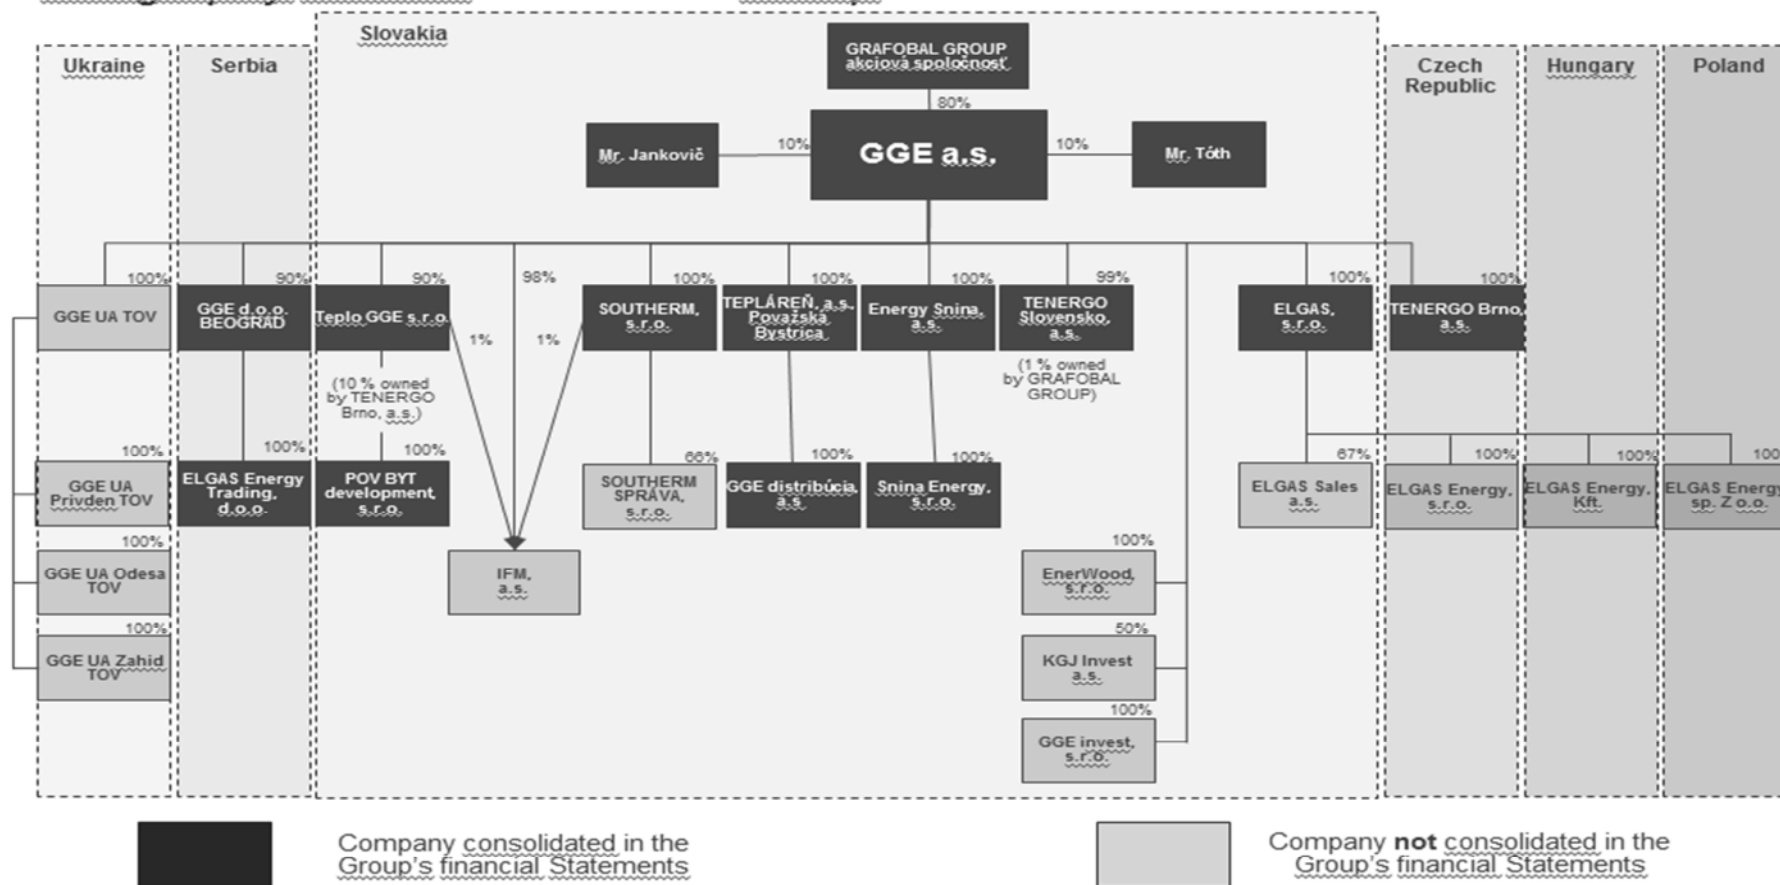 Slovakia
Ukraine
Serbia
Czech
Republic
Hungary
Poland
GRAFOBAL GROUP
akciová spoločnosť
80%
Mr. Jankovič
10%
GGE a.s.
10%
Mr. Tóth
100%
90%
90%
98%
100%
100%
100%
99%
100%
100%
GGE UA TOV
GGE d.o.o.
BEOGRAD
Teplo GGE s.r.o.
1%
1%
SOUTHERM,
s.r.o.
TEPLÁREŇ, a.s.,
Považská
Bystrica
Energy Snina,
a.s.
TENERGO
Slovensko,
a.s.
ELGAS,
s.r.o.
TENERGO Brno,
a.s.
(10 % owned
by TENERGO
Brno, a.s.)
(1 % owned
by GRAFOBAL
GROUP)
100%
100%
100%
66%
100%
100%
67%
100%
100%
100
GGE UA
Privden TOV
ELGAS Energy
Trading,
d.o.o.
POV BYT
development,
s.r.o.
SOUTHERM
SPRÁVA,
s.r.o.
GGE distribúcia,
a.s
Snina Energy,
s.r.o.
ELGAS Sales
a.s.
ELGAS Energy,
s.r.o.
ELGAS Energy,
Kft.
ELGAS Energy
sp. Z o.o.
100%
GGE UA Odesa
TOV
IFM,
a.s.
100%
EnerWood,
s.r.o.
100%
GGE UA Zahid
TOV
50%
KGJ Invest
a.s.
100%
GGE invest,
s.r.o.
Company consolidated in the
Group's financial Statements
Company not consolidated in the
Group's financial Statements